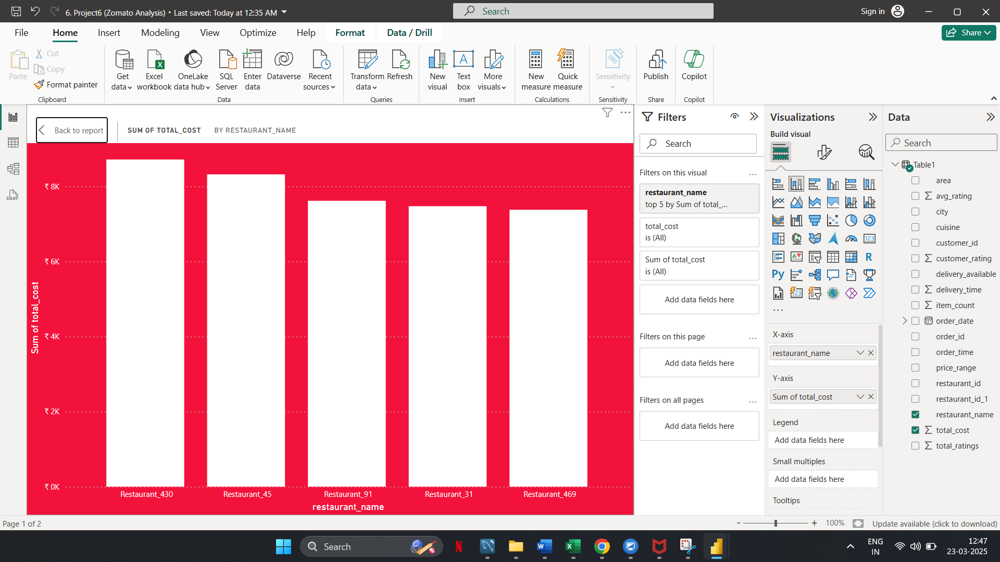 6. Project6 (Zomato Analysis) • Last saved: Today at 12:35 AM
Search
Sign in
File Home Insert Modeling View Optimize Help Format Data / Drill
Share
Paste
Cut
Copy
Format painter
Clipboard
Get data
Excel workbook
OneLake data hub
SQL Server
Enter data
Dataverse
Recent sources
Data
Transform data
Refresh
Queries
New visual
Text box
More visuals
Insert
New measure
Quick measure
Calculations
Sensitivity
Sensitivity
Publish
Share
Copilot
Copilot
Back to report
SUM OF TOTAL_COST BY RESTAURANT_NAME
Sum of total_cost
₹ 8K
₹ 6K
₹ 4K
₹ 2K
₹ 0K
Restaurant_430 Restaurant_45 Restaurant_91 Restaurant_31 Restaurant_469
restaurant_name
Filters
Search
Filters on this visual
restaurant_name
top 5 by Sum of total_...
total_cost
is (All)
Sum of total_cost
is (All)
Add data fields here
Filters on this page
Add data fields here
Filters on all pages
Add data fields here
Visualizations
Build visual
123
R
Py
123
X-axis
restaurant_name
Y-axis
Sum of total_cost
Legend
Add data fields here
Small multiples
Add data fields here
Tooltips
Data
Search
Table1
area
avg_rating
city
cuisine
customer_id
customer_rating
delivery_available
delivery_time
item_count
order_date
order_id
order_time
price_range
restaurant_id
restaurant_id_1
restaurant_name
total_cost
total_ratings
DAX
Page 1 of 2
- + 100%
Update available (click to download)
Search
ENG
IN
12:47
23-03-2025